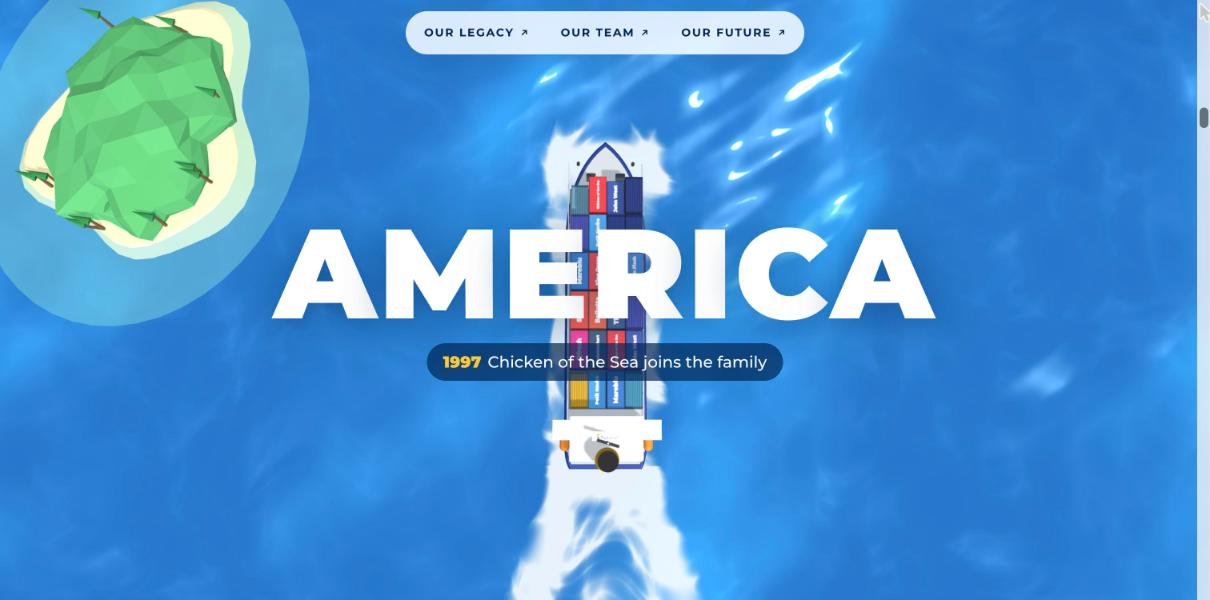 OUR LEGACY ↗ OUR TEAM ↗ OUR FUTURE ↗
AMERICA
1997 Chicken of the Sea joins the family